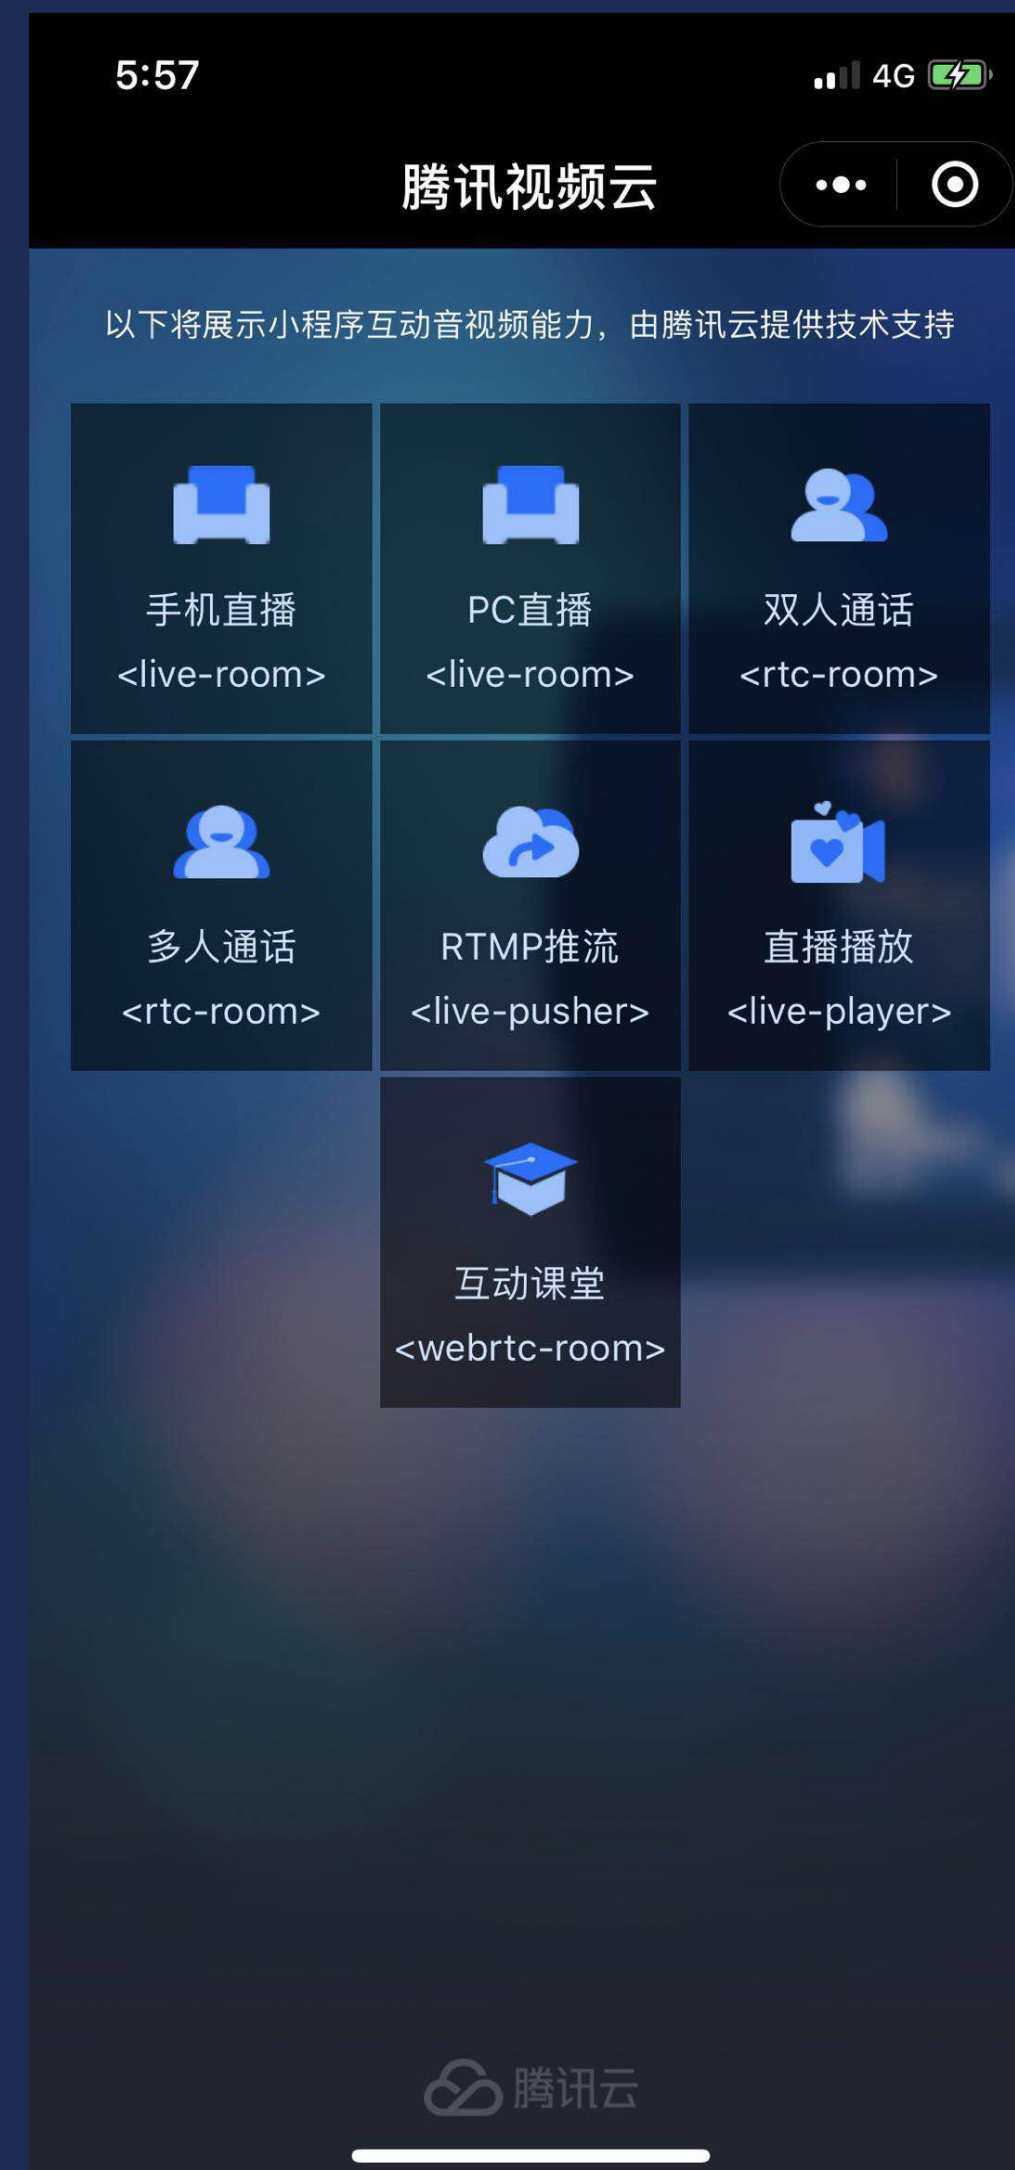 5:57
4G
腾讯视频云
以下将展示小程序互动音视频能力，由腾讯云提供技术支持
手机直播
<live-room>
PC直播
<live-room>
双人通话
<rtc-room>
多人通话
<rtc-room>
RTMP推流
<live-pusher>
直播播放
<live-player>
互动课堂
<webrtc-room>
腾讯云